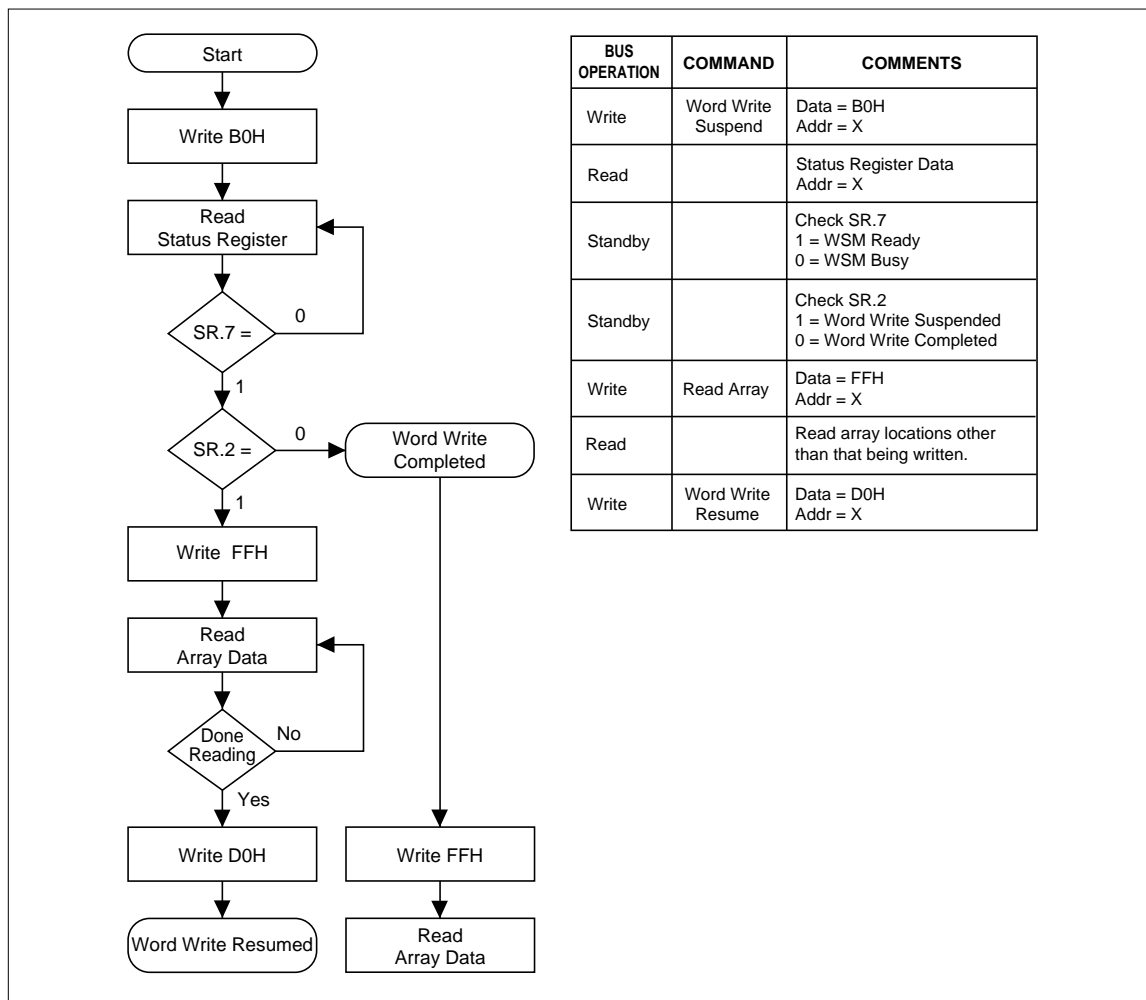 Start
Write B0H
Read
Status Register
SR.7 =
0
1
SR.2 =
0
Word Write
Completed
1
Write FFH
Read
Array Data
Done
Reading
No
Yes
Write D0H
Write FFH
Word Write Resumed
Read
Array Data
BUS
OPERATION
COMMAND
COMMENTS
Write
Word Write
Suspend
Data = B0H
Addr = X
Read
Status Register Data
Addr = X
Standby
Check SR.7
1 = WSM Ready
0 = WSM Busy
Standby
Check SR.2
1 = Word Write Suspended
0 = Word Write Completed
Write
Read Array
Data = FFH
Addr = X
Read
Read array locations other
than that being written.
Write
Word Write
Resume
Data = D0H
Addr = X